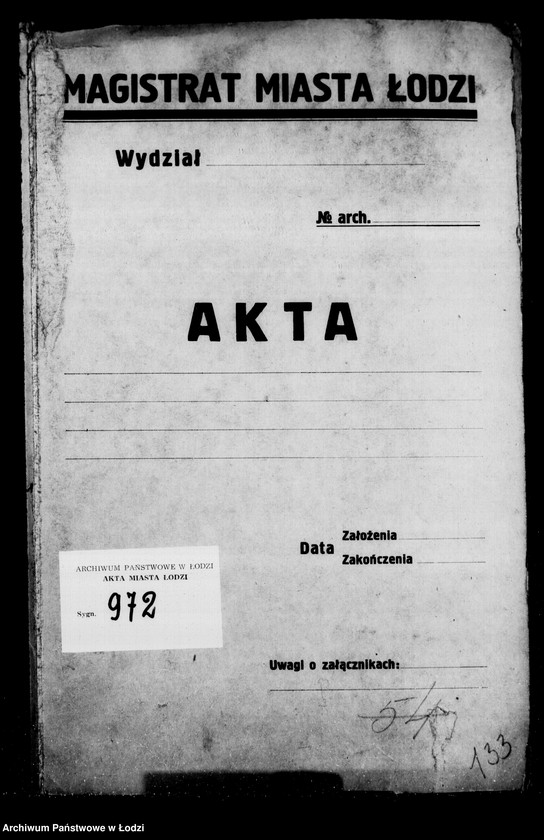 MAGISTRAT MIASTA ŁODZI
Wydział
№ arch.
AKTA
Data
Założenia
Zakończenia
ARCHIWUM PAŃSTWOWE W ŁODZI
AKTA MIASTA ŁODZI
Sygn. 972
Uwagi o załącznikach:
133
Archiwum Państwowe w Łodzi